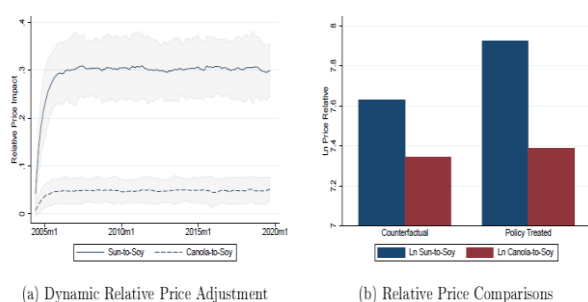 .4
.3
.2
.1
0
Relative Price Impact
2005m1 2010m1 2015m1 2020m1
Sun-to-Soy Canola-to-Soy
(a) Dynamic Relative Price Adjustment
8
7.8
7.6
7.4
7.2
7
Ln Price Relative
Counterfactual Policy Treated
Ln Sun-to-Soy Ln Canola-to-Soy
(b) Relative Price Comparisons